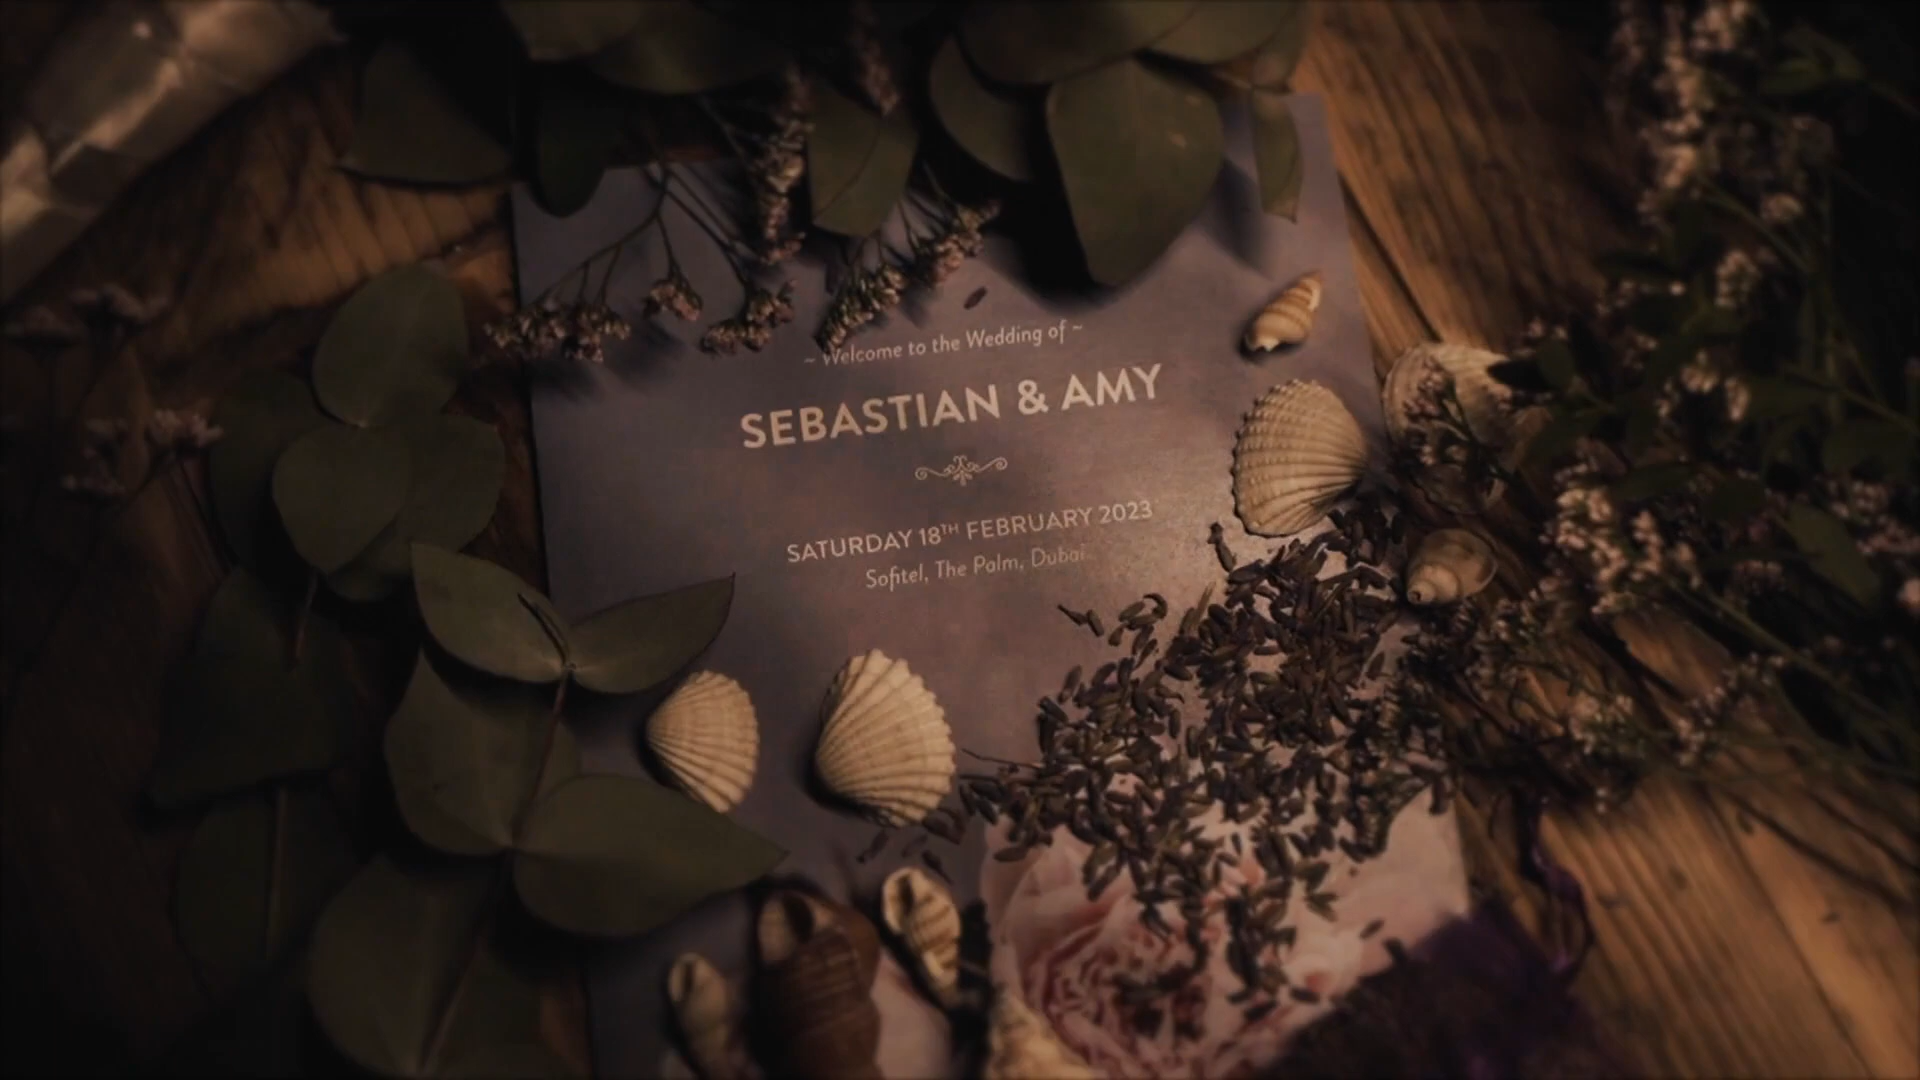 ~ Welcome to the Wedding of ~
SEBASTIAN & AMY
SATURDAY 18TH FEBRUARY 2023
Sofitel, The Palm, Dubai